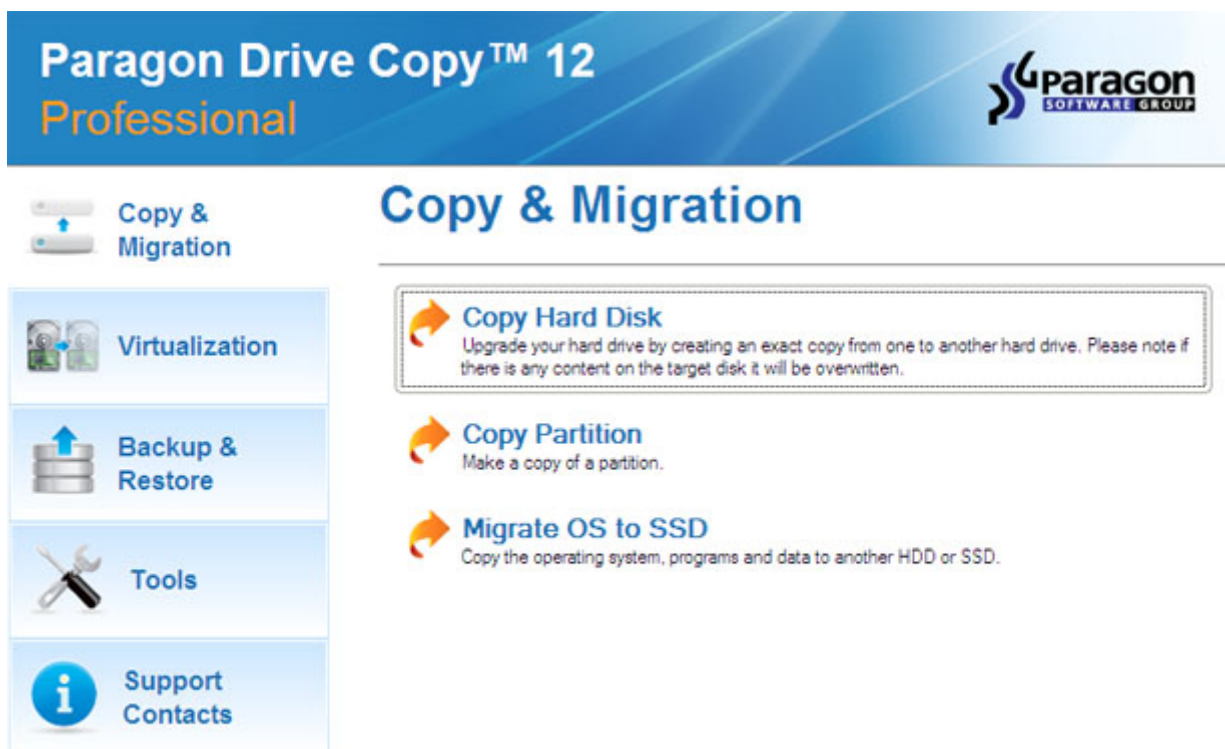 Paragon Drive Copy™ 12
Professional
Paragon
SOFTWARE GROUP
Copy &
Migration
Virtualization
Backup &
Restore
Tools
Support
Contacts
Copy & Migration
Copy Hard Disk
Upgrade your hard drive by creating an exact copy from one to another hard drive. Please note if
there is any content on the target disk it will be overwritten.
Copy Partition
Make a copy of a partition.
Migrate OS to SSD
Copy the operating system, programs and data to another HDD or SSD.